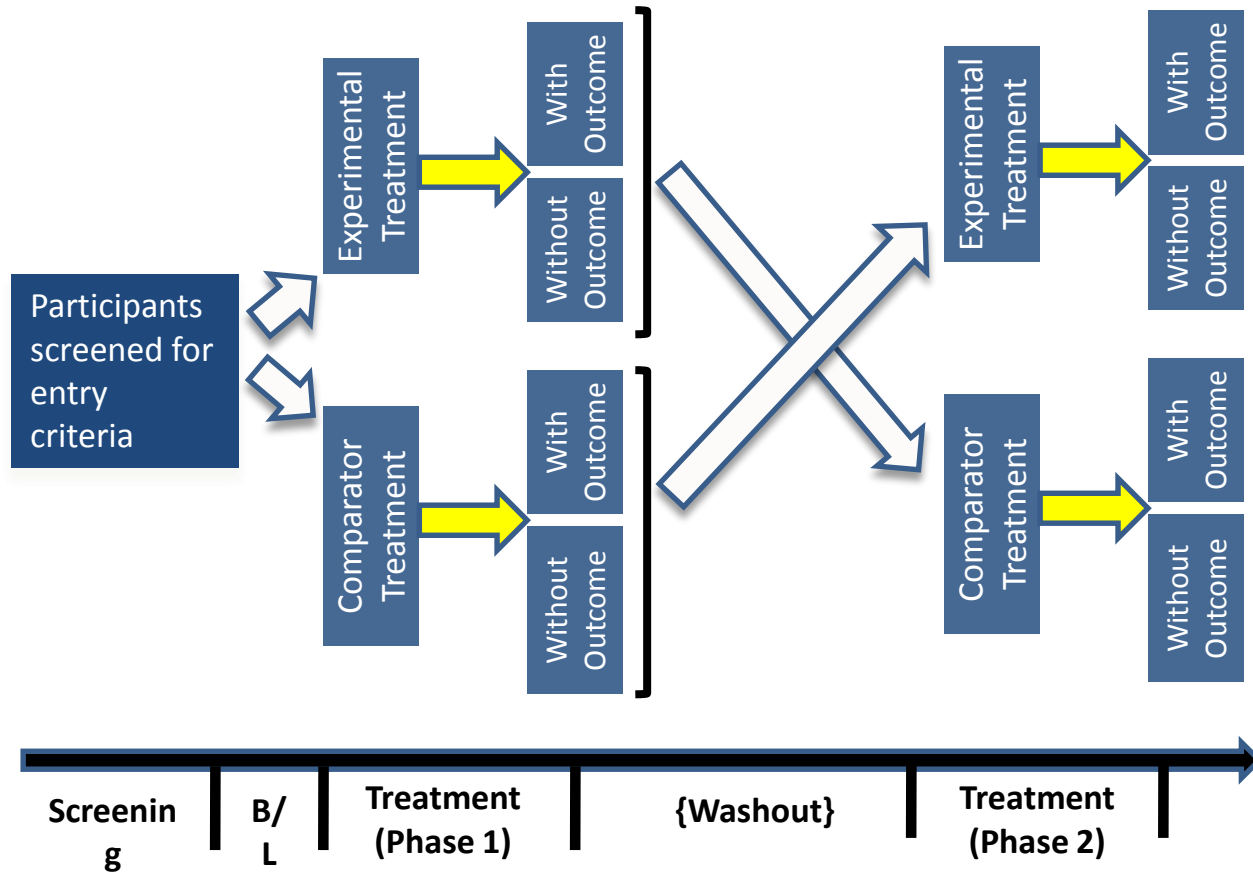 Participants
screened for
entry
criteria
Experimental
Treatment
With
Outcome
Without
Outcome
Comparator
Treatment
With
Outcome
Without
Outcome
Experimental
Treatment
With
Outcome
Without
Outcome
Comparator
Treatment
With
Outcome
Without
Outcome
Screenin
g
B/
L
Treatment
(Phase 1)
{Washout}
Treatment
(Phase 2)